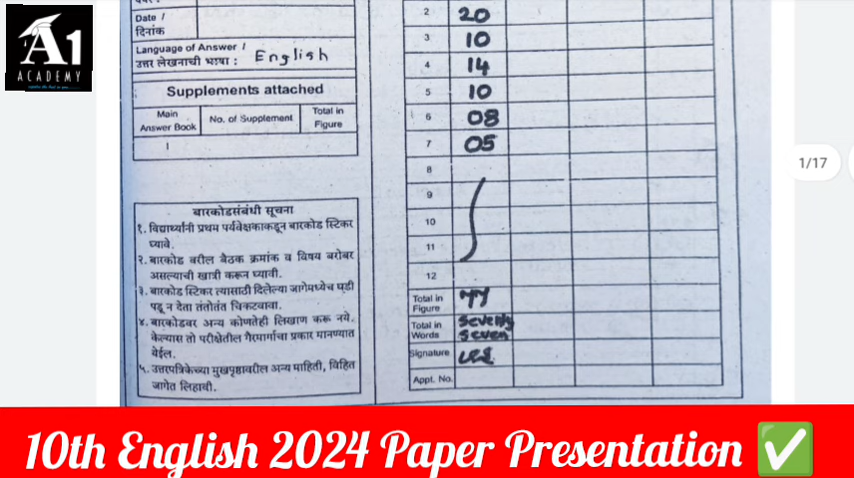 A1
ACADEMY
Date /
दिनांक
Language of Answer /
उत्तर लेखनाची भाषा : English
Supplements attached
Main
Answer Book
No. of Supplement
Total in
Figure
1
बारकोडसंबंधी सूचना
१. विद्यार्थ्यांनी प्रथम पर्यवेक्षकाकडून बारकोड स्टिकर
घ्यावे.
२. बारकोड वरील बैठक क्रमांक व विषय बरोबर
असल्याची खात्री करून घ्यावी.
३. बारकोड स्टिकर त्यासाठी दिलेल्या जागेमध्येच घडी
पडू न देता तंतोतंत चिकटवावा.
४. बारकोडवर अन्य कोणतेही लिखाण करू नये.
केल्यास तो परीक्षेतील गैरमार्गाचा प्रकार मानण्यात
येईल.
५. उत्तरपत्रिकेच्या मुखपृष्ठावरील अन्य माहिती, विहित
जागेत लिहावी.
2 20
3 10
4 14
5 10
6 08
7 05
8
9
10
11
12
Total in
Figure 77
Total in
Words Seventy
Seven
Signature
Appl. No.
1/17
10th English 2024 Paper Presentation ✅